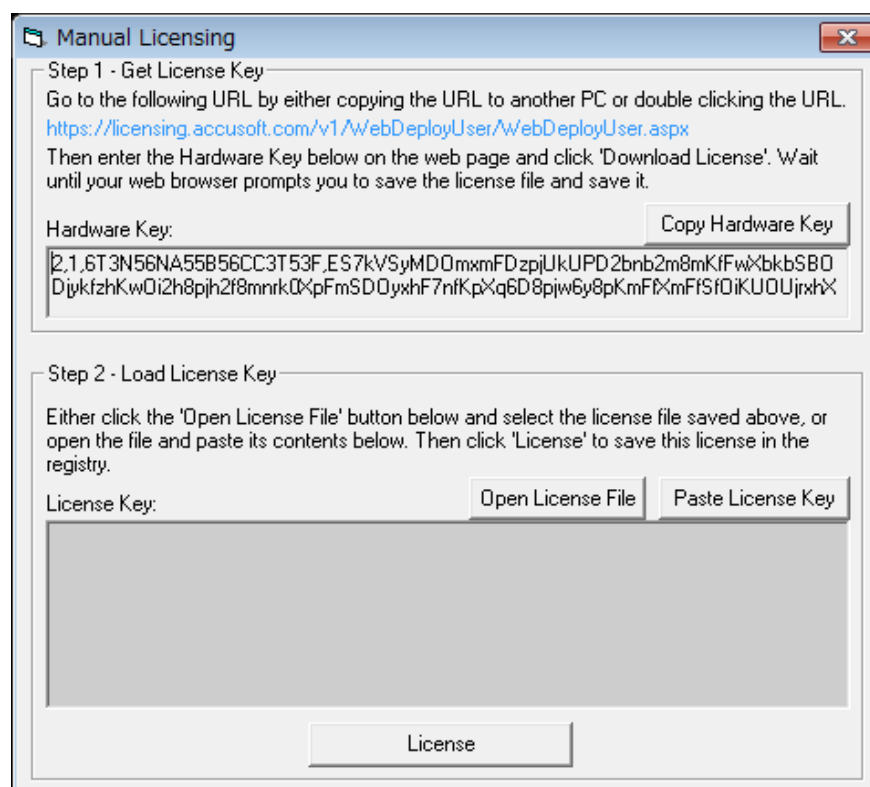 Manual Licensing
Step 1 - Get License Key
Go to the following URL by either copying the URL to another PC or double clicking the URL.
https://licensing.accusoft.com/v1/WebDeployUser/WebDeployUser.aspx
Then enter the Hardware Key below on the web page and click 'Download License'. Wait
until your web browser prompts you to save the license file and save it.
Copy Hardware Key
Hardware Key:
2,1,6T3N56NA55B56CC3T53F,ES7kVSyMDOmxmFDzpjUkUPD2bnb2m8mKfFwXbkbSBO
DjykfzhKwOi2h8pjh2f8mnrk0XpFmSDOyxhF7nfKpXq6D8pjw6y8pKmFfXmFfSfOiKUOUjrxhX
Step 2 - Load License Key
Either click the 'Open License File' button below and select the license file saved above, or
open the file and paste its contents below. Then click 'License' to save this license in the
registry.
License Key:
Open License File
Paste License Key
License